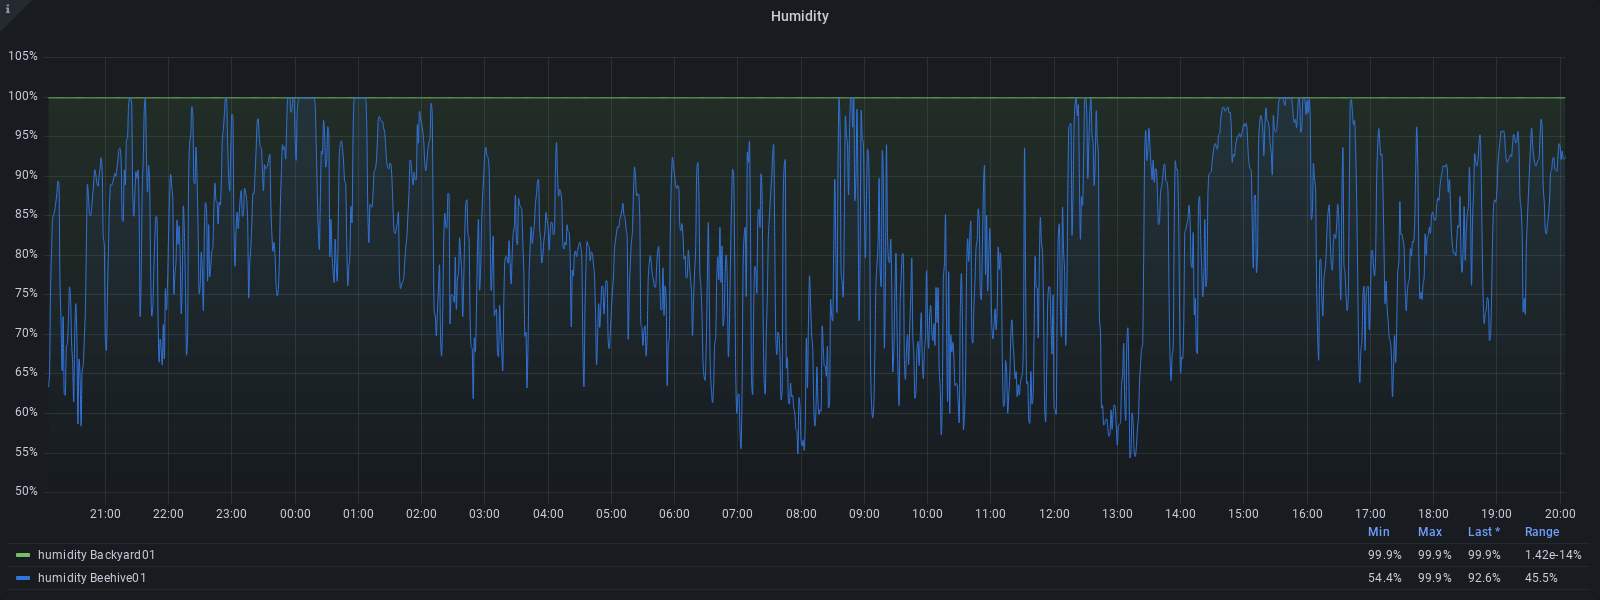 i
Humidity
105%
100%
95%
90%
85%
80%
75%
70%
65%
60%
55%
50%
21:00 22:00 23:00 00:00 01:00 02:00 03:00 04:00 05:00 06:00 07:00 08:00 09:00 10:00 11:00 12:00 13:00 14:00 15:00 16:00 17:00 18:00 19:00 20:00
Min Max Last * Range
humidity Backyard01 99.9% 99.9% 99.9% 1.42e-14%
humidity Beehive01 54.4% 99.9% 92.6% 45.5%